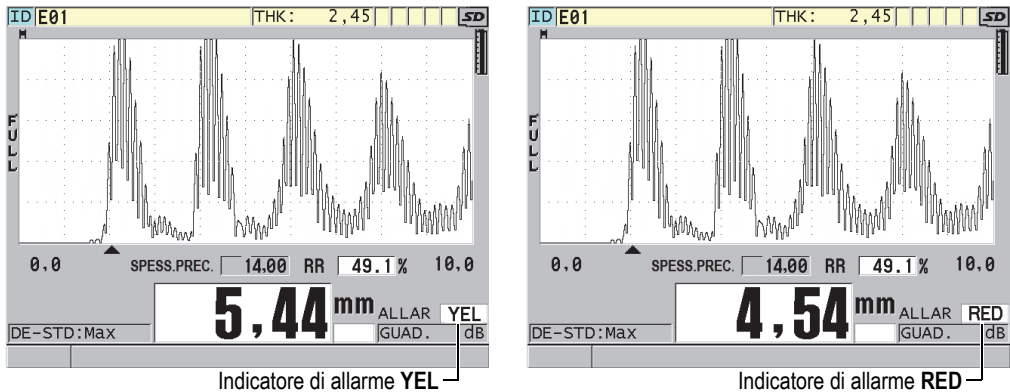 ID E01 THK: 2,45 SD
FULL
0,0 SPESS.PREC. 14,00 RR 49.1 % 10,0
5,44 mm ALLAR YEL
DE-STD:Max GUAD. dB
Indicatore di allarme YEL
ID E01 THK: 2,45 SD
FULL
0,0 SPESS.PREC. 14,00 RR 49.1 % 10,0
4,54 mm ALLAR RED
DE-STD:Max GUAD. dB
Indicatore di allarme RED